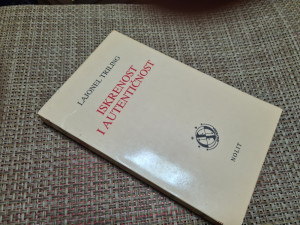 LAJONEL TRILING
ISKRENOST
I AUTENTIČNOST
NOLIT